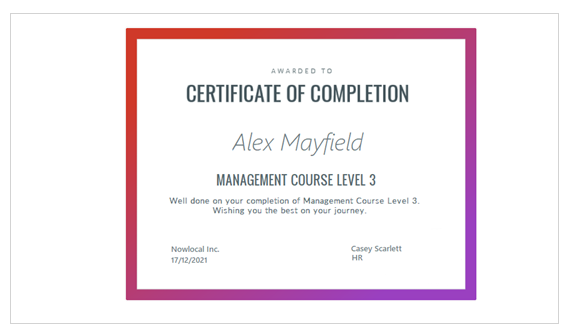 AWARDED TO
CERTIFICATE OF COMPLETION
Alex Mayfield
MANAGEMENT COURSE LEVEL 3
Well done on your completion of Management Course Level 3.
Wishing you the best on your journey.
Nowlocal Inc.
17/12/2021
Casey Scarlett
HR